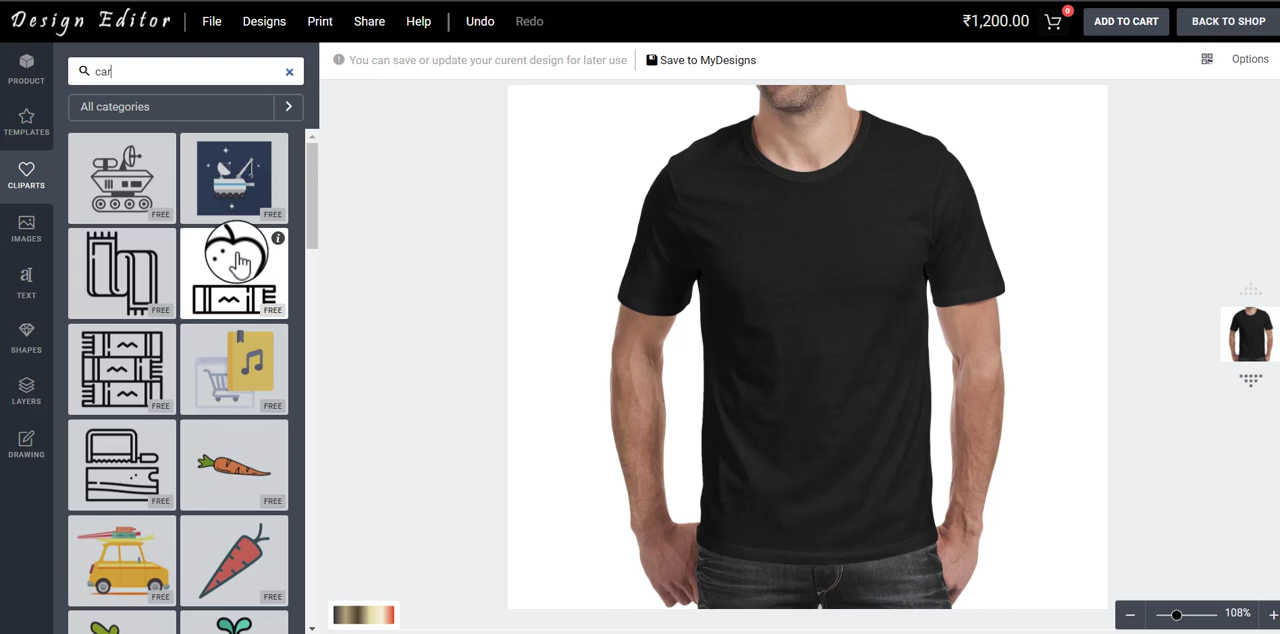 Design Editor File Designs Print Share Help Undo Redo ₹1,200.00 0 ADD TO CART BACK TO SHOP
car
You can save or update your curent design for later use Save to MyDesigns Options
All categories
PRODUCT
TEMPLATES
CLIPARTS
IMAGES
TEXT
SHAPES
LAYERS
DRAWING
FREE FREE
FREE FREE
FREE FREE
FREE FREE
FREE FREE
108%